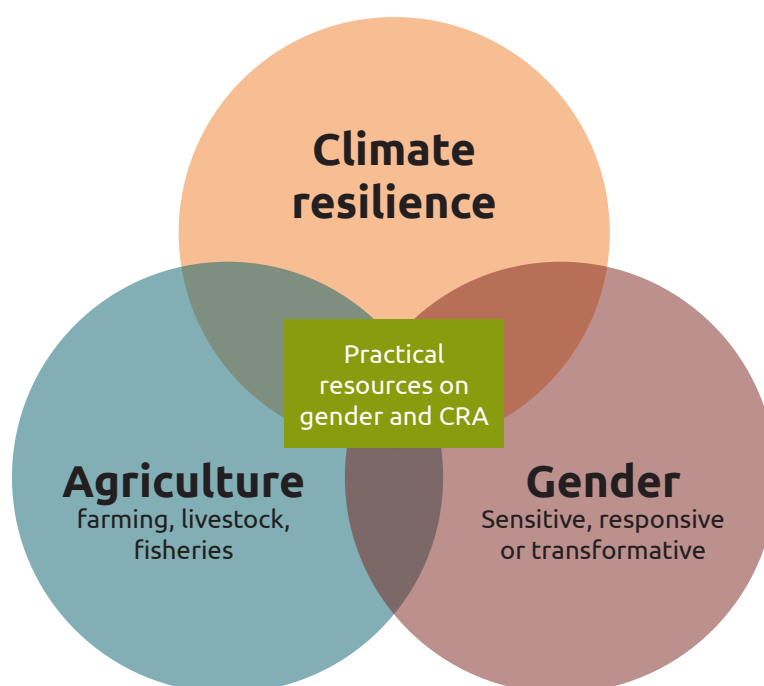 Climate
resilience
Practical
resources on
gender and CRA
Agriculture
farming, livestock,
fisheries
Gender
Sensitive, responsive
or transformative